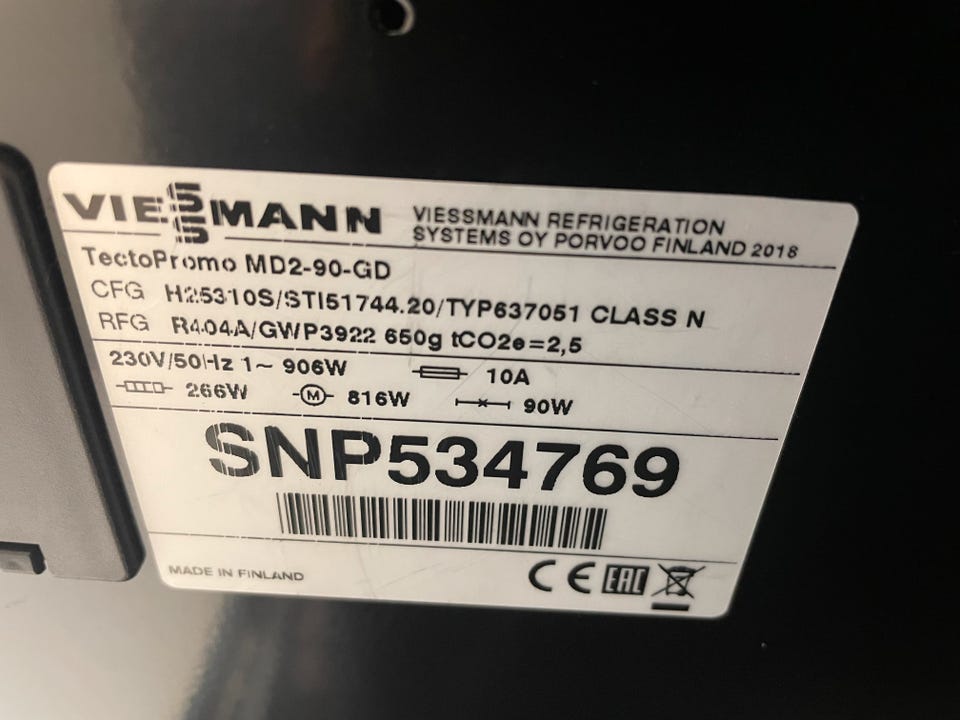 VIESSMANN
VIESSMANN REFRIGERATION
SYSTEMS OY PORVOO FINLAND 2018
TectoPromo MD2-90-GD
CFG H25310S/STI51744.20/TYP637051 CLASS N
RFG R404A/GWP3922 650g tCO2e=2,5
230V/50Hz 1~ 906W 10A
266W M 816W 90W
SNP534769
MADE IN FINLAND CE EAC